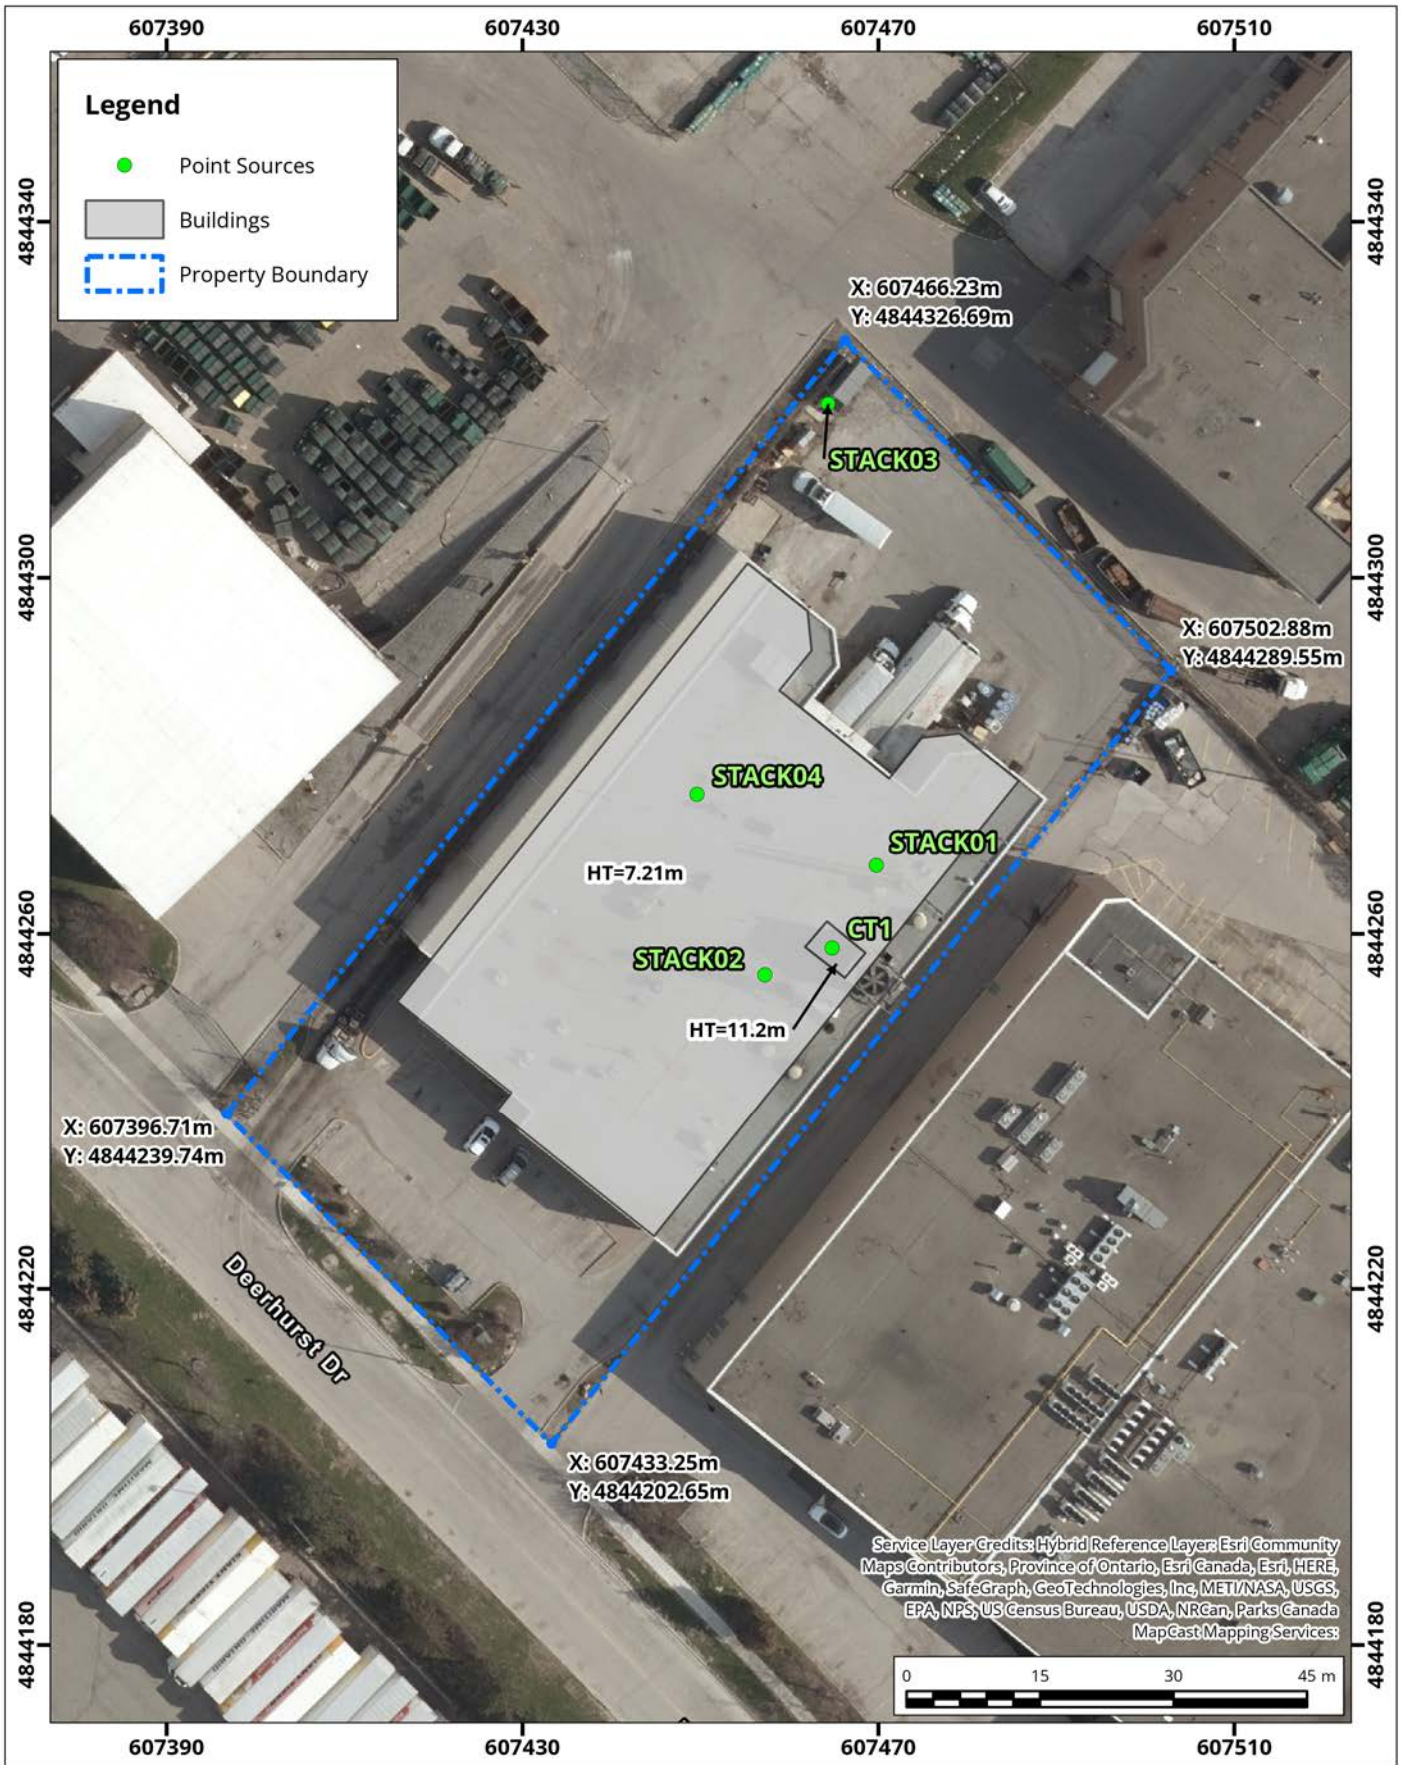 607390
607430
607470
607510
Legend
Point Sources
Buildings
Property Boundary
4844340
4844340
X: 607466.23m
Y: 4844326.69m
STACK03
4844300
4844300
X: 607502.88m
Y: 4844289.55m
STACK04
STACK01
HT=7.21m
CT1
STACK02
4844260
4844260
HT=11.2m
X: 607396.71m
Y: 4844239.74m
Deerhurst Dr
4844220
4844220
X: 607433.25m
Y: 4844202.65m
Service Layer Credits: Hybrid Reference Layer: Esri Community
Maps Contributors, Province of Ontario, Esri Canada, Esri, HERE,
Garmin, SafeGraph, GeoTechnologies, Inc, METI/NASA, USGS,
EPA, NPS, US Census Bureau, USDA, NRCan, Parks Canada
MapCast Mapping Services:
4844180
4844180
0 15 30 45 m
607390
607430
607470
607510